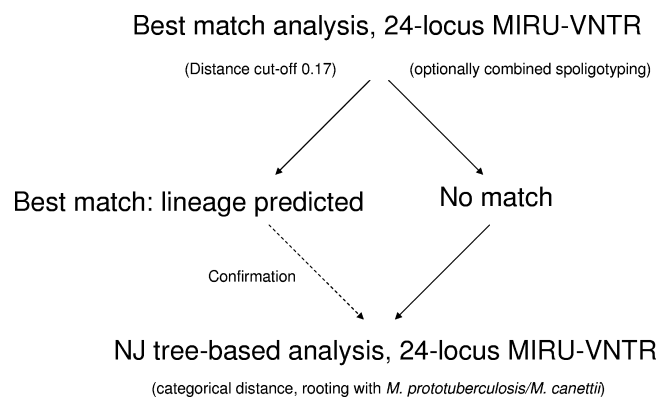 Best match analysis, 24-locus MIRU-VNTR
(Distance cut-off 0.17) (optionally combined spoligotyping)
Best match: lineage predicted No match
Confirmation
NJ tree-based analysis, 24-locus MIRU-VNTR
(categorical distance, rooting with M. prototuberculosis/M. canettii)